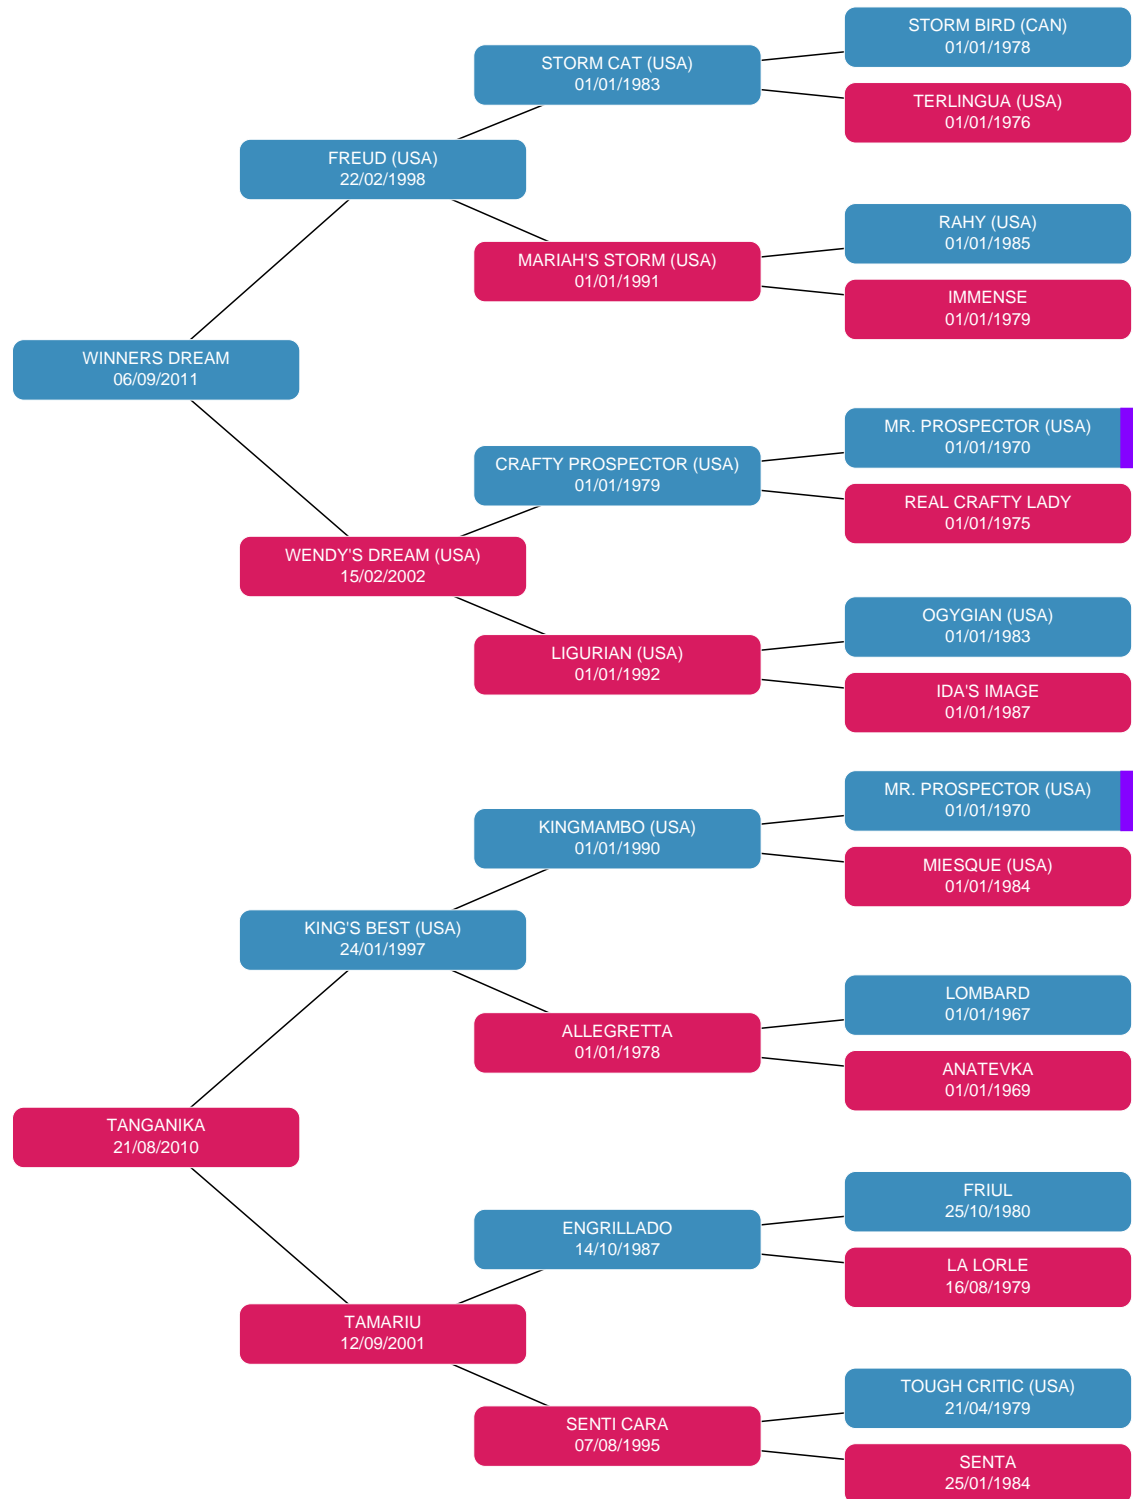 STORM BIRD (CAN)
01/01/1978
STORM CAT (USA)
01/01/1983
TERLINGUA (USA)
01/01/1976
FREUD (USA)
22/02/1998
RAHY (USA)
01/01/1985
MARIAH'S STORM (USA)
01/01/1991
IMMENSE
01/01/1979
WINNERS DREAM
06/09/2011
MR. PROSPECTOR (USA)
01/01/1970
CRAFTY PROSPECTOR (USA)
01/01/1979
REAL CRAFTY LADY
01/01/1975
WENDY'S DREAM (USA)
15/02/2002
OGYGIAN (USA)
01/01/1983
LIGURIAN (USA)
01/01/1992
IDA'S IMAGE
01/01/1987
MR. PROSPECTOR (USA)
01/01/1970
KINGMAMBO (USA)
01/01/1990
MIESQUE (USA)
01/01/1984
KING'S BEST (USA)
24/01/1997
LOMBARD
01/01/1967
ALLEGRETTA
01/01/1978
ANATEVKA
01/01/1969
TANGANIKA
21/08/2010
FRIUL
25/10/1980
ENGRILLADO
14/10/1987
LA LORLE
16/08/1979
TAMARIU
12/09/2001
TOUGH CRITIC (USA)
21/04/1979
SENTI CARA
07/08/1995
SENTA
25/01/1984